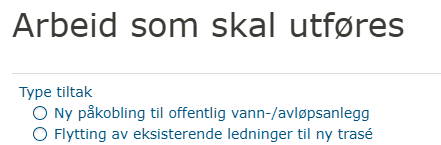 Arbeid som skal utføres
Type tiltak
Ny påkobling til offentlig vann-/avløpsanlegg
Flytting av eksisterende ledninger til ny trasé